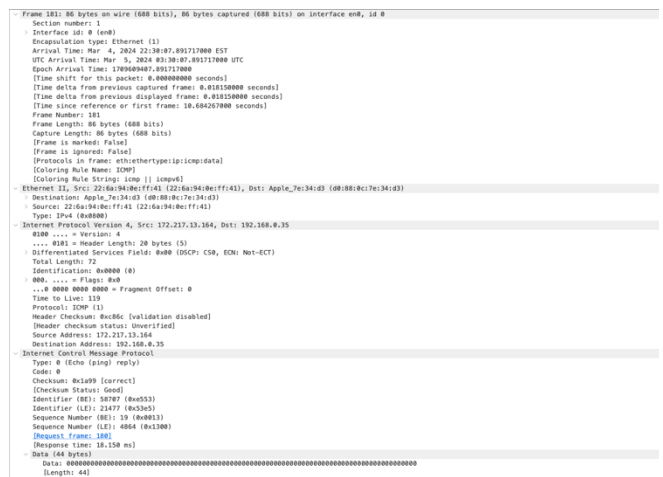 Frame 181: 86 bytes on wire (688 bits), 86 bytes captured (688 bits) on interface en0, id 0
Section number: 1
Interface id: 0 (en0)
Encapsulation type: Ethernet (1)
Arrival Time: Mar 4, 2024 22:30:07.891717000 EST
UTC Arrival Time: Mar 5, 2024 03:30:07.891717000 UTC
Epoch Arrival Time: 1709609407.891717000
[Time shift for this packet: 0.000000000 seconds]
[Time delta from previous captured frame: 0.018150000 seconds]
[Time delta from previous displayed frame: 0.018150000 seconds]
[Time since reference or first frame: 10.684267000 seconds]
Frame Number: 181
Frame Length: 86 bytes (688 bits)
Capture Length: 86 bytes (688 bits)
[Frame is marked: False]
[Frame is ignored: False]
[Protocols in frame: eth:ethertype:ip:icmp:data]
[Coloring Rule Name: ICMP]
[Coloring Rule String: icmp || icmpv6]
Ethernet II, Src: 22:6a:94:0e:ff:41 (22:6a:94:0e:ff:41), Dst: Apple_7e:34:d3 (d0:88:0c:7e:34:d3)
Destination: Apple_7e:34:d3 (d0:88:0c:7e:34:d3)
Source: 22:6a:94:0e:ff:41 (22:6a:94:0e:ff:41)
Type: IPv4 (0x0800)
Internet Protocol Version 4, Src: 172.217.13.164, Dst: 192.168.0.35
0100 .... = Version: 4
.... 0101 = Header Length: 20 bytes (5)
Differentiated Services Field: 0x00 (DSCP: CS0, ECN: Not-ECT)
Total Length: 72
Identification: 0x0000 (0)
000. .... = Flags: 0x0
...0 0000 0000 0000 = Fragment Offset: 0
Time to Live: 119
Protocol: ICMP (1)
Header Checksum: 0xc86c [validation disabled]
[Header checksum status: Unverified]
Source Address: 172.217.13.164
Destination Address: 192.168.0.35
Internet Control Message Protocol
Type: 0 (Echo (ping) reply)
Code: 0
Checksum: 0x1a99 [correct]
[Checksum Status: Good]
Identifier (BE): 58707 (0xe553)
Identifier (LE): 21477 (0x53e5)
Sequence Number (BE): 19 (0x0013)
Sequence Number (LE): 4864 (0x1300)
[Request frame: 180]
[Response time: 18.150 ms]
Data (44 bytes)
Data: 0000000000000000000000000000000000000000000000000000000000000000000000000000000000000000
[Length: 44]